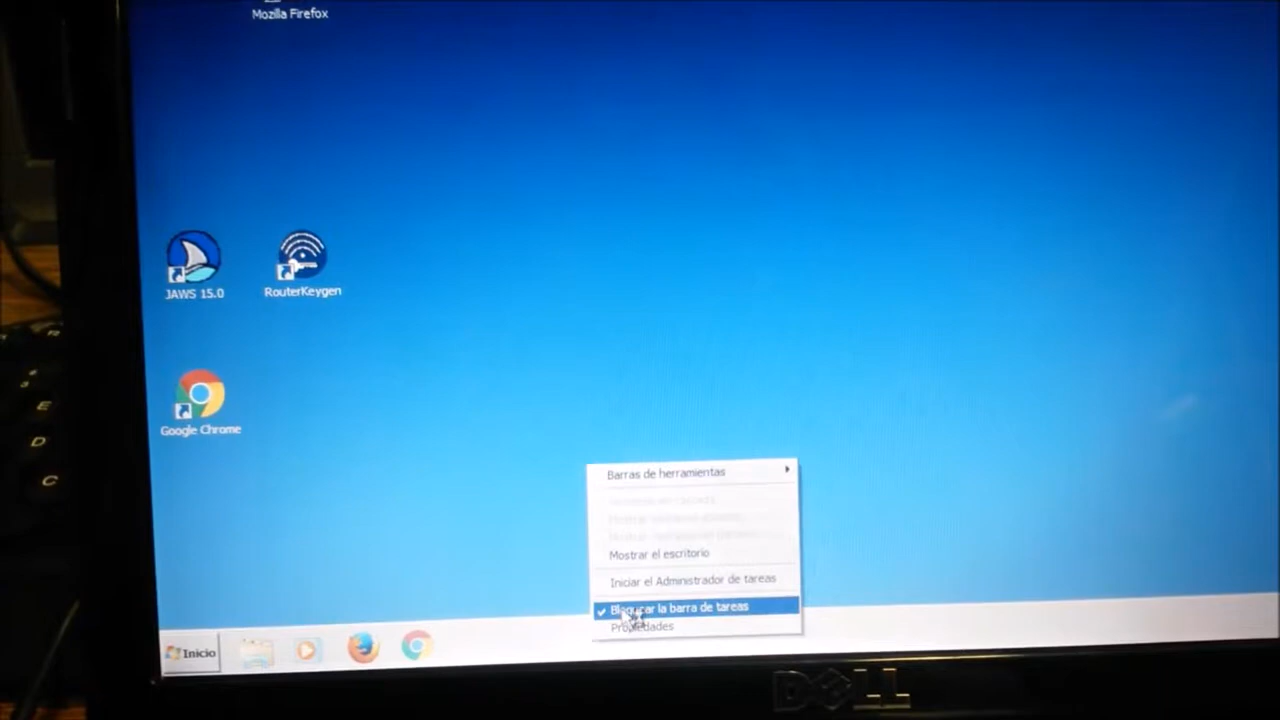 Mozilla Firefox
JAWS 15.0
RouterKeygen
Google Chrome
Barras de herramientas
Mostrar el escritorio
Iniciar el Administrador de tareas
Bloquear la barra de tareas
Propiedades
Inicio
DELL
E
D
C